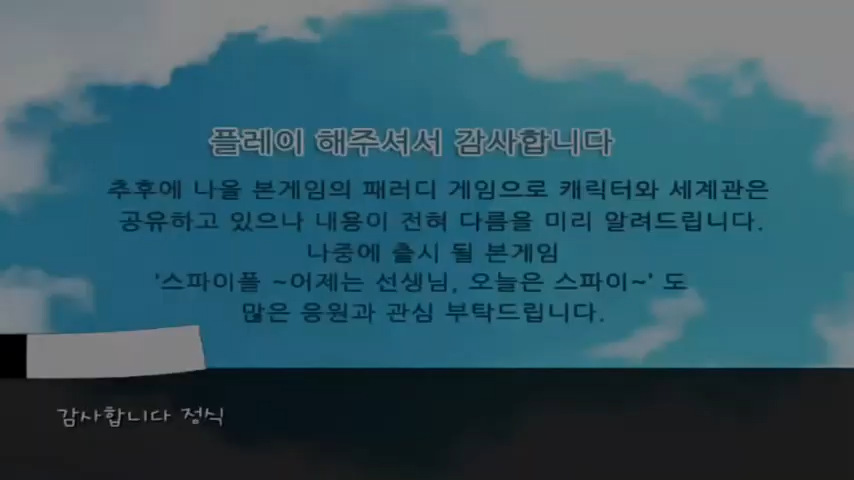 플레이 해주셔서 감사합니다
추후에 나올 본게임의 패러디 게임으로 캐릭터와 세계관은
공유하고 있으나 내용이 전혀 다름을 미리 알려드립니다.
나중에 출시 될 본게임
'스파이폴 ~어제는 선생님, 오늘은 스파이~' 도
많은 응원과 관심 부탁드립니다.
감사합니다 정식